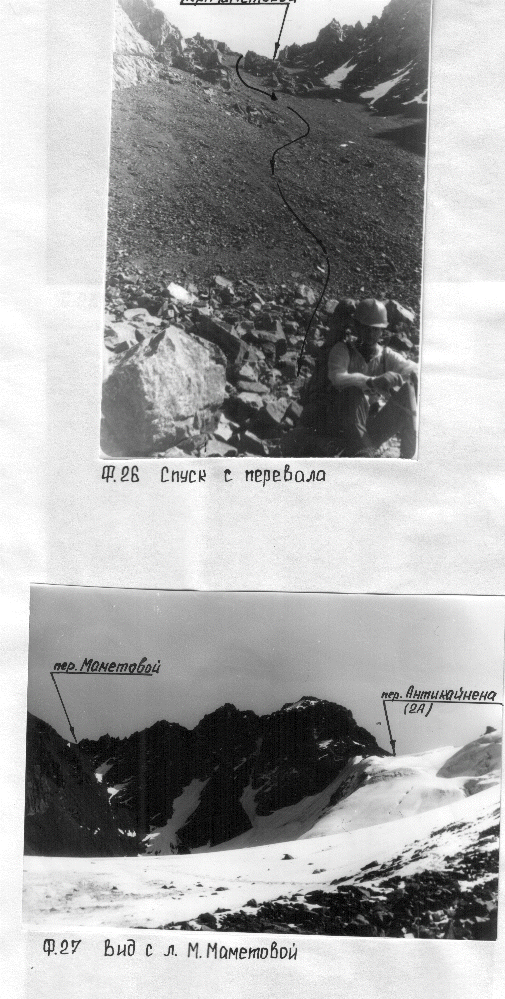 Ф.26 Спуск с перевала
пер. Маметовой
пер. Антикайнена
(2А)
Ф.27 Вид с л. М. Маметовой